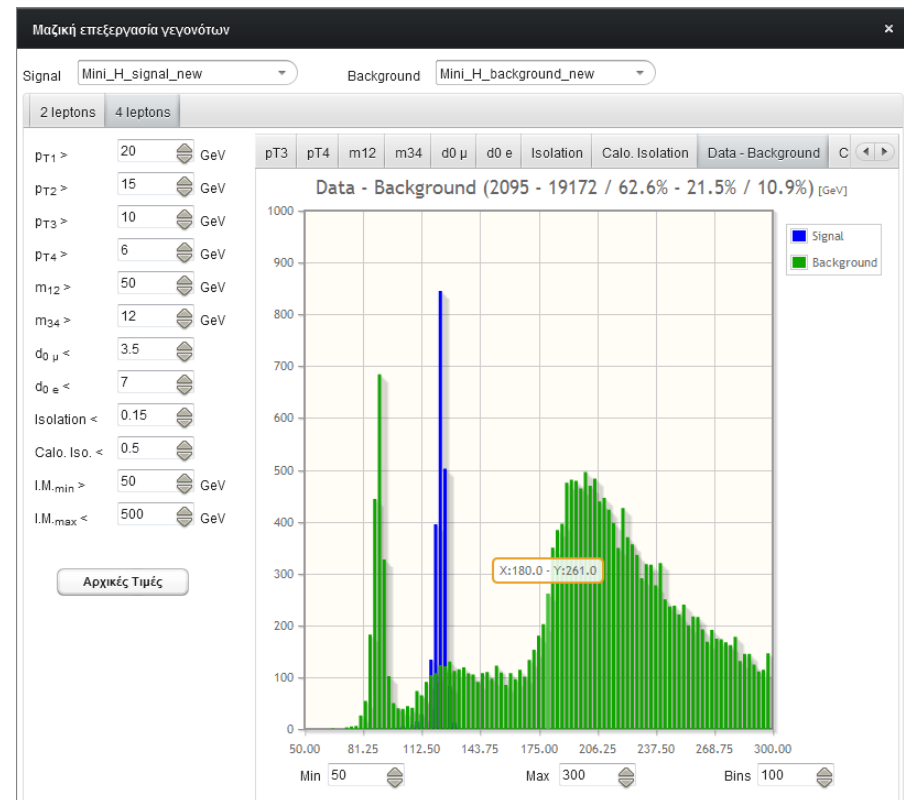 Μαζική επεξεργασία γεγονότων ×
Signal Mini_H_signal_new Background Mini_H_background_new
2 leptons 4 leptons
pT1 > 20 GeV
pT2 > 15 GeV
pT3 > 10 GeV
pT4 > 6 GeV
m12 > 50 GeV
m34 > 12 GeV
d0 μ < 3.5
d0 e < 7
Isolation < 0.15
Calo. Iso. < 0.5
I.M.min > 50 GeV
I.M.max < 500 GeV
Αρχικές Τιμές
pT3 pT4 m12 m34 d0 μ d0 e Isolation Calo. Isolation Data - Background C
Data - Background (2095 - 19172 / 62.6% - 21.5% / 10.9%) [GeV]
1000
900
800
700
600
500
400
300
200
100
0
X:180.0 - Y:261.0
Signal
Background
50.00 81.25 112.50 143.75 175.00 206.25 237.50 268.75 300.00
Min 50 Max 300 Bins 100